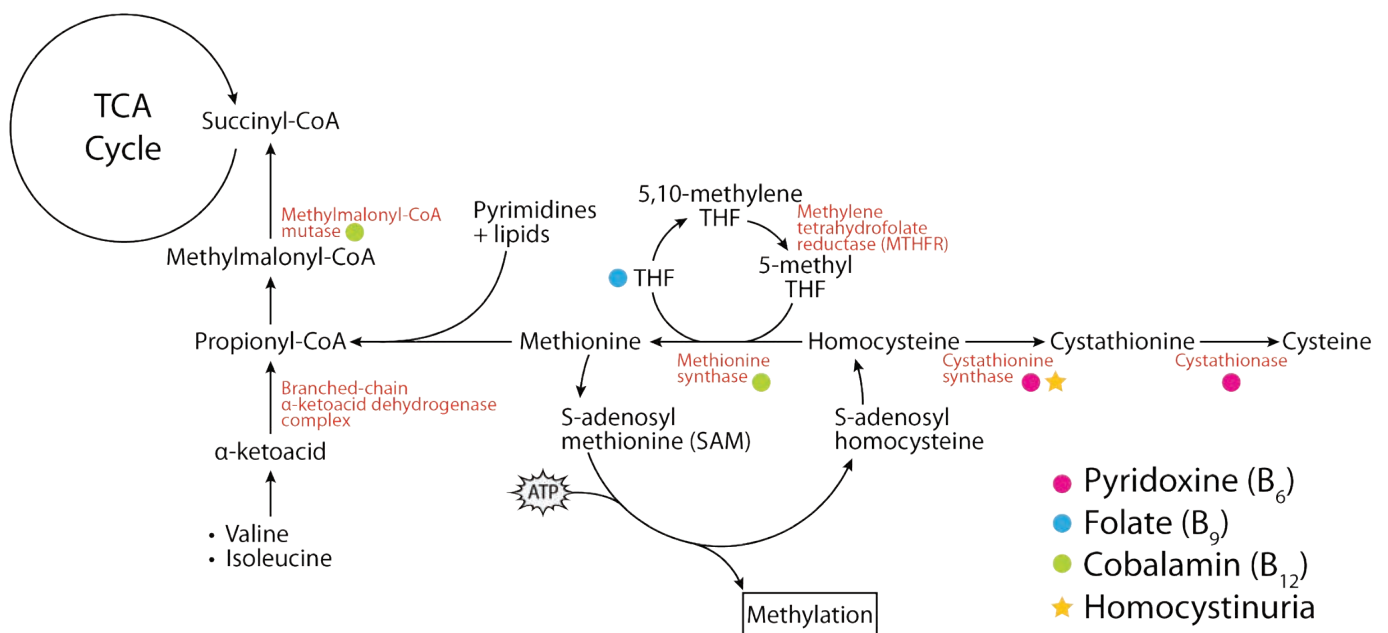 TCA
Cycle
Succinyl-CoA
Methylmalonyl-CoA
mutase
Methylmalonyl-CoA
Pyrimidines
+ lipids
5,10-methylene
THF
Methylene
tetrahydrofolate
reductase (MTHFR)
THF
5-methyl
THF
Propionyl-CoA
Methionine
Homocysteine
Cystathionine
Cysteine
Methionine
synthase
Cystathionine
synthase
Cystathionase
Branched-chain
α-ketoacid dehydrogenase
complex
α-ketoacid
S-adenosyl
methionine (SAM)
S-adenosyl
homocysteine
ATP
• Valine
• Isoleucine
Methylation
Pyridoxine (B₆)
Folate (B₉)
Cobalamin (B₁₂)
Homocystinuria